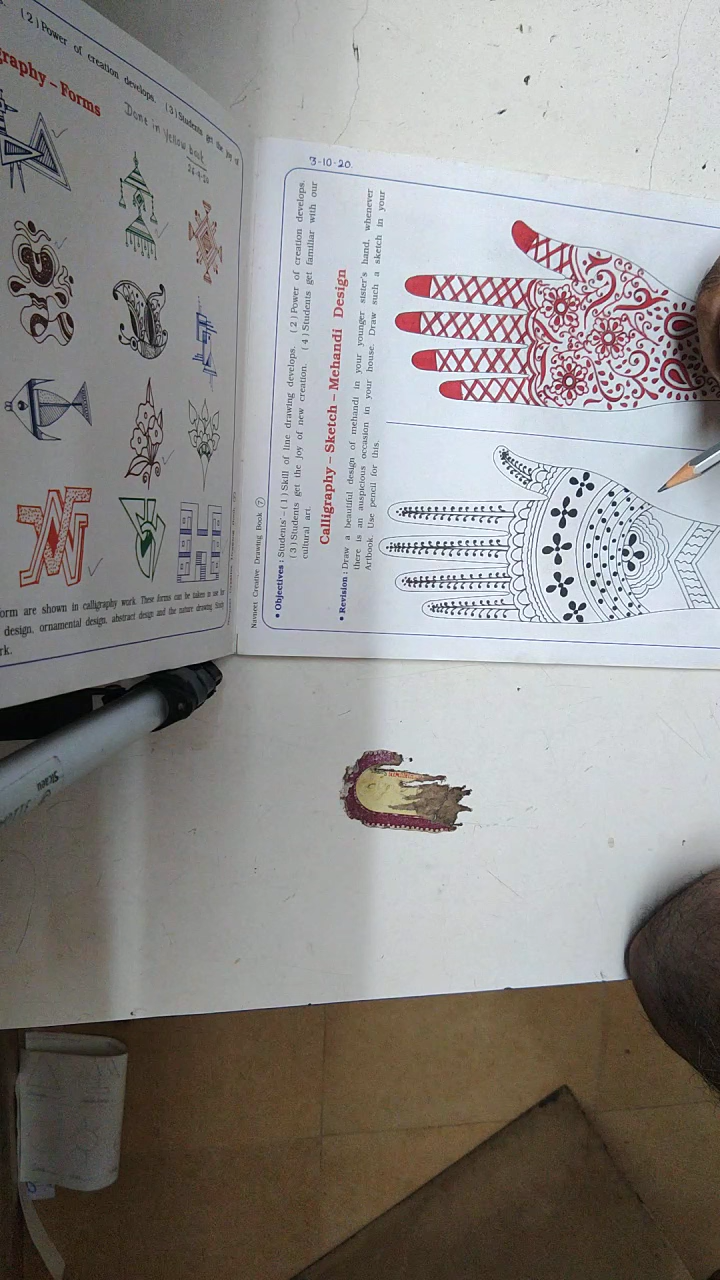 (2) Power of creation develops. (3) Students get the joy of
graphy – Forms
Done in Yellow book
26-9-20
form are shown in calligraphy work. These forms can be
design, ornamental design, abstract design and the nature drawing
rk.
3-10-20
• Objectives : Students' – (1) Skill of line drawing develops. (2) Power of creation develops.
(3) Students get the joy of new creation. (4) Students get familiar with our
cultural art.
Calligraphy – Sketch – Mehandi Design
• Revision : Draw a beautiful design of mehandi in your younger sister's hand, whenever
there is an auspicious occasion in your house. Draw such a sketch in your
Artbook. Use pencil for this.
Navneet Creative Drawing Book (7)